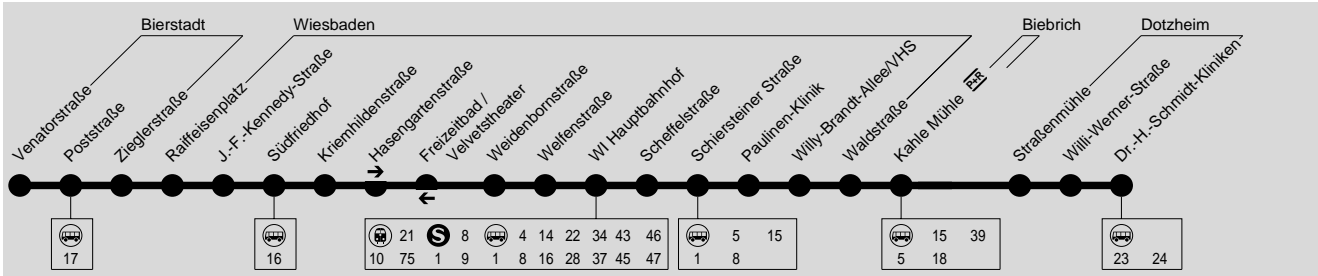 Bierstadt
Wiesbaden
Biebrich
Dotzheim
Venatorstraße
Poststraße
Zieglerstraße
Raiffeisenplatz
J.-F.-Kennedy-Straße
Südfriedhof
Kriemhildenstraße
Hasengartenstraße
Freizeitbad /
Velvetstheater
Weidenbornstraße
Welfenstraße
WI Hauptbahnhof
Scheffelstraße
Schiersteiner Straße
Paulinen-Klinik
Willy-Brandt-Allee/VHS
Waldstraße
Kahle Mühle P+R
Straßenmühle
Willi-Werner-Straße
Dr.-H.-Schmidt-Kliniken
17
16
21 S 8 4 14 22 34 43 46
10 75 1 9 1 8 16 28 37 45 47
5 15
1 8
15 39
5 18
23 24